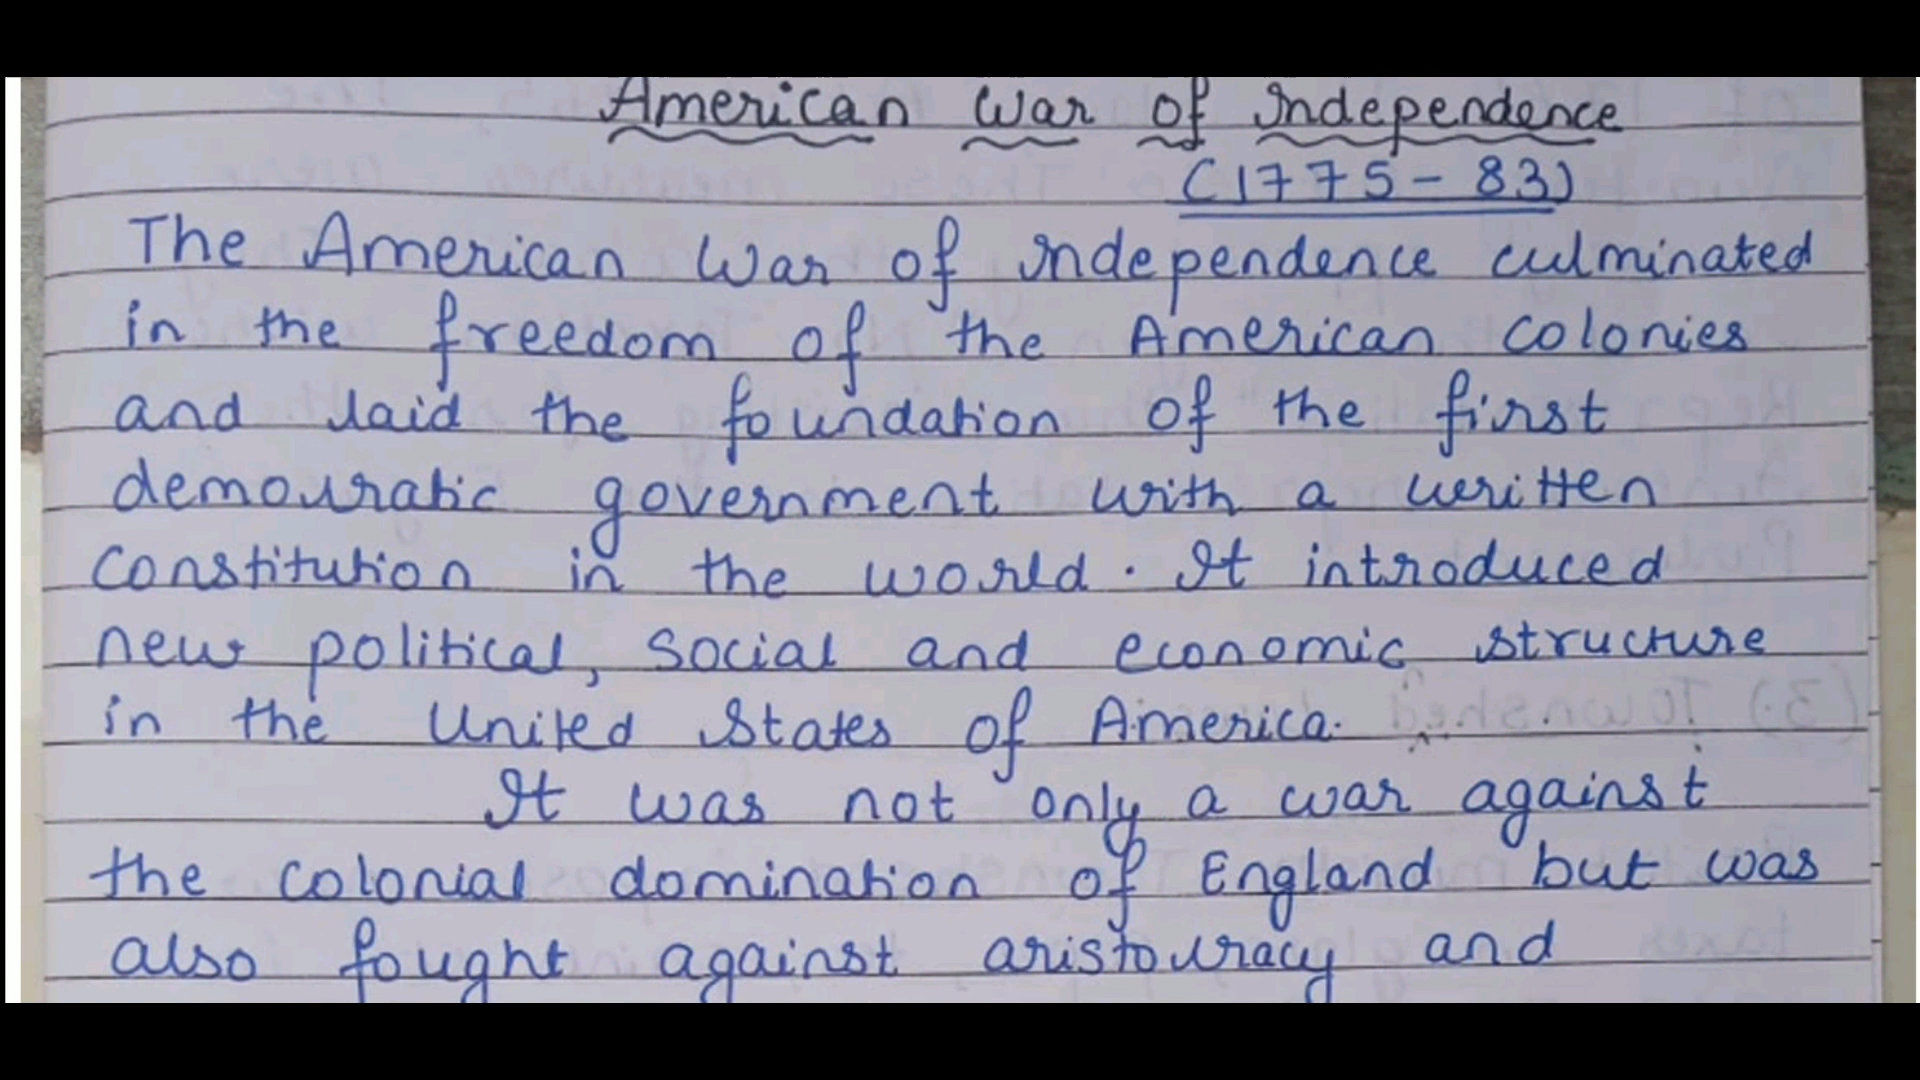 American War of Independence
(1775-83)
The American War of Independence culminated
in the freedom of the American colonies
and laid the foundation of the first
democratic government with a written
Constitution in the world. It introduced
new political, social and economic structure
in the United States of America.
It was not only a war against
the colonial domination of England but was
also fought against aristocracy and